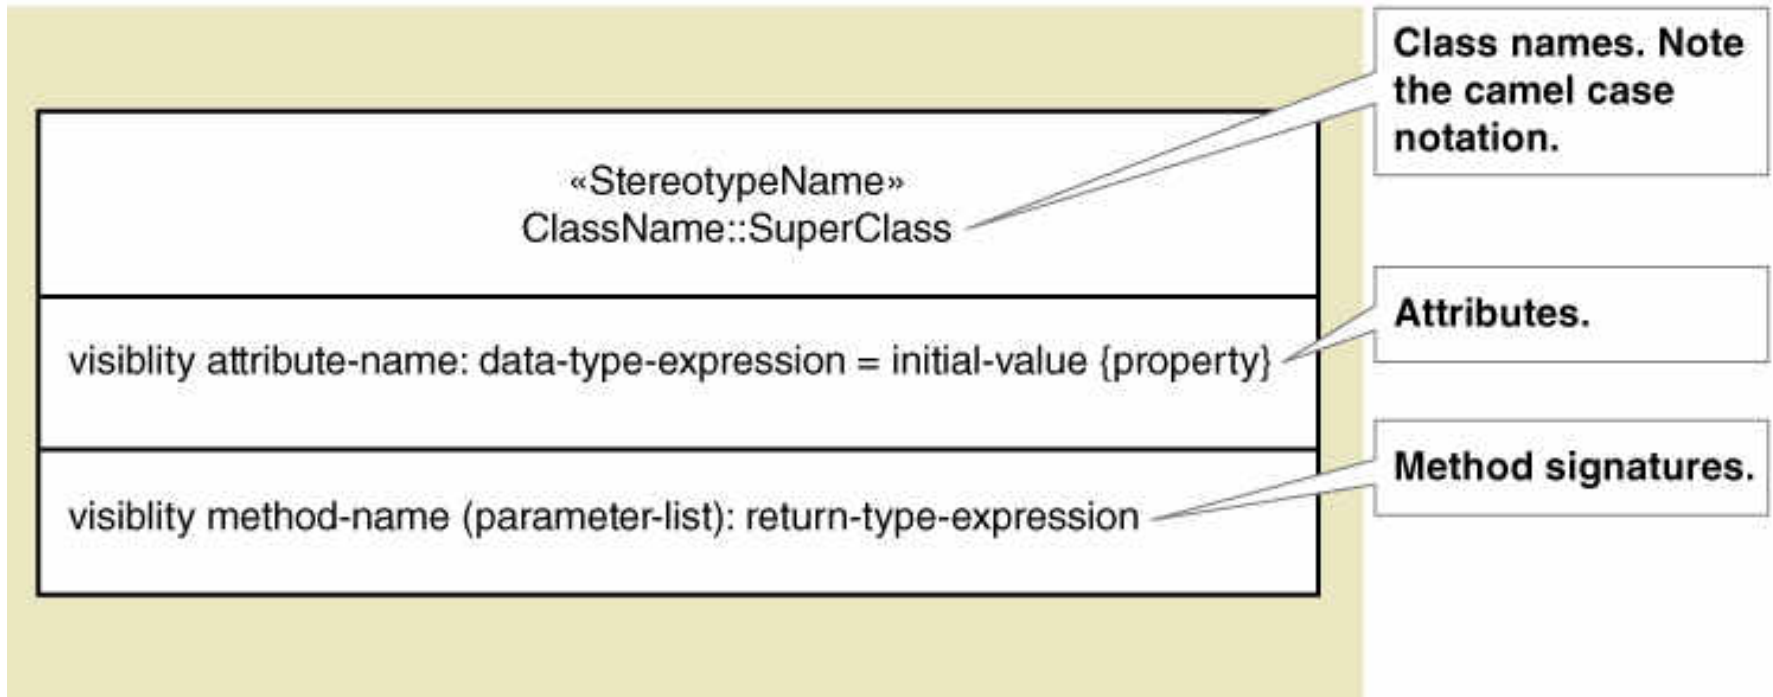 Class names. Note
the camel case
notation.
«StereotypeName»
ClassName::SuperClass
Attributes.
visiblity attribute-name: data-type-expression = initial-value {property}
Method signatures.
visiblity method-name (parameter-list): return-type-expression